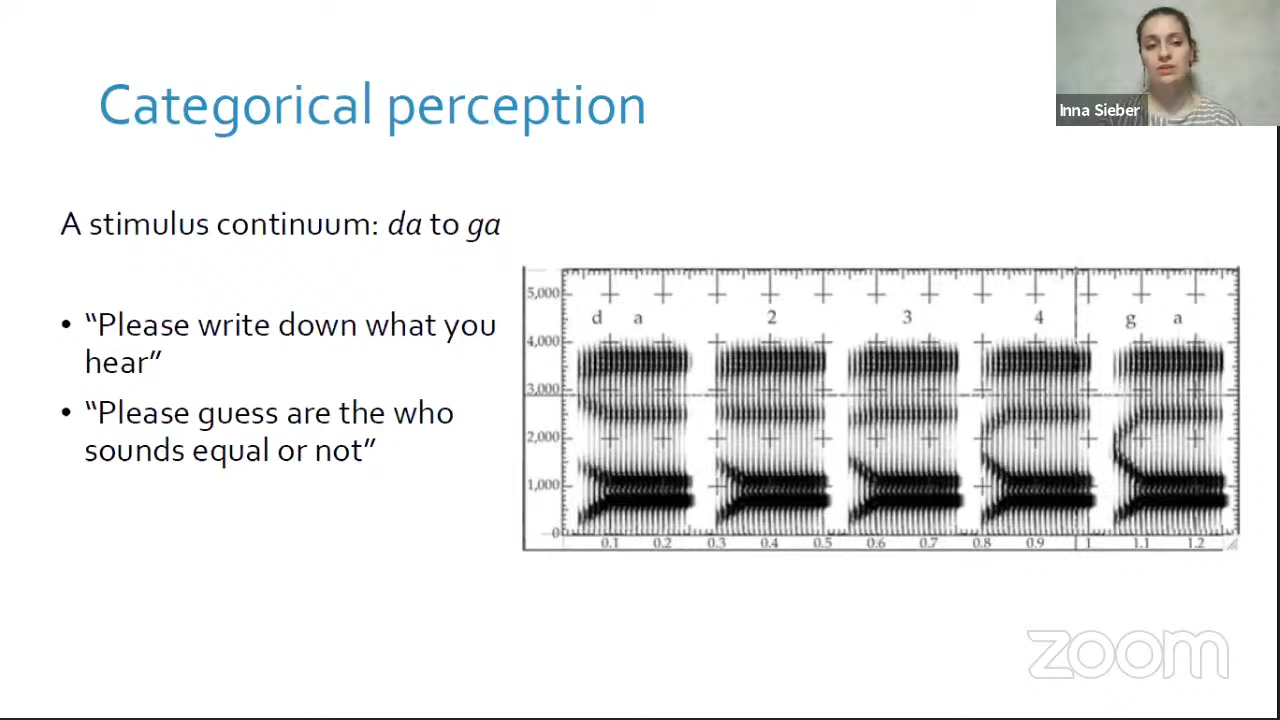 Categorical perception
Inna Sieber
A stimulus continuum: da to ga
• “Please write down what you
hear”
• “Please guess are the who
sounds equal or not”
5,000
d a 2 3 4 g a
4,000
3,000
2,000
1,000
0
0.1 0.2 0.3 0.4 0.5 0.6 0.7 0.8 0.9 1 1.1 1.2
zoom